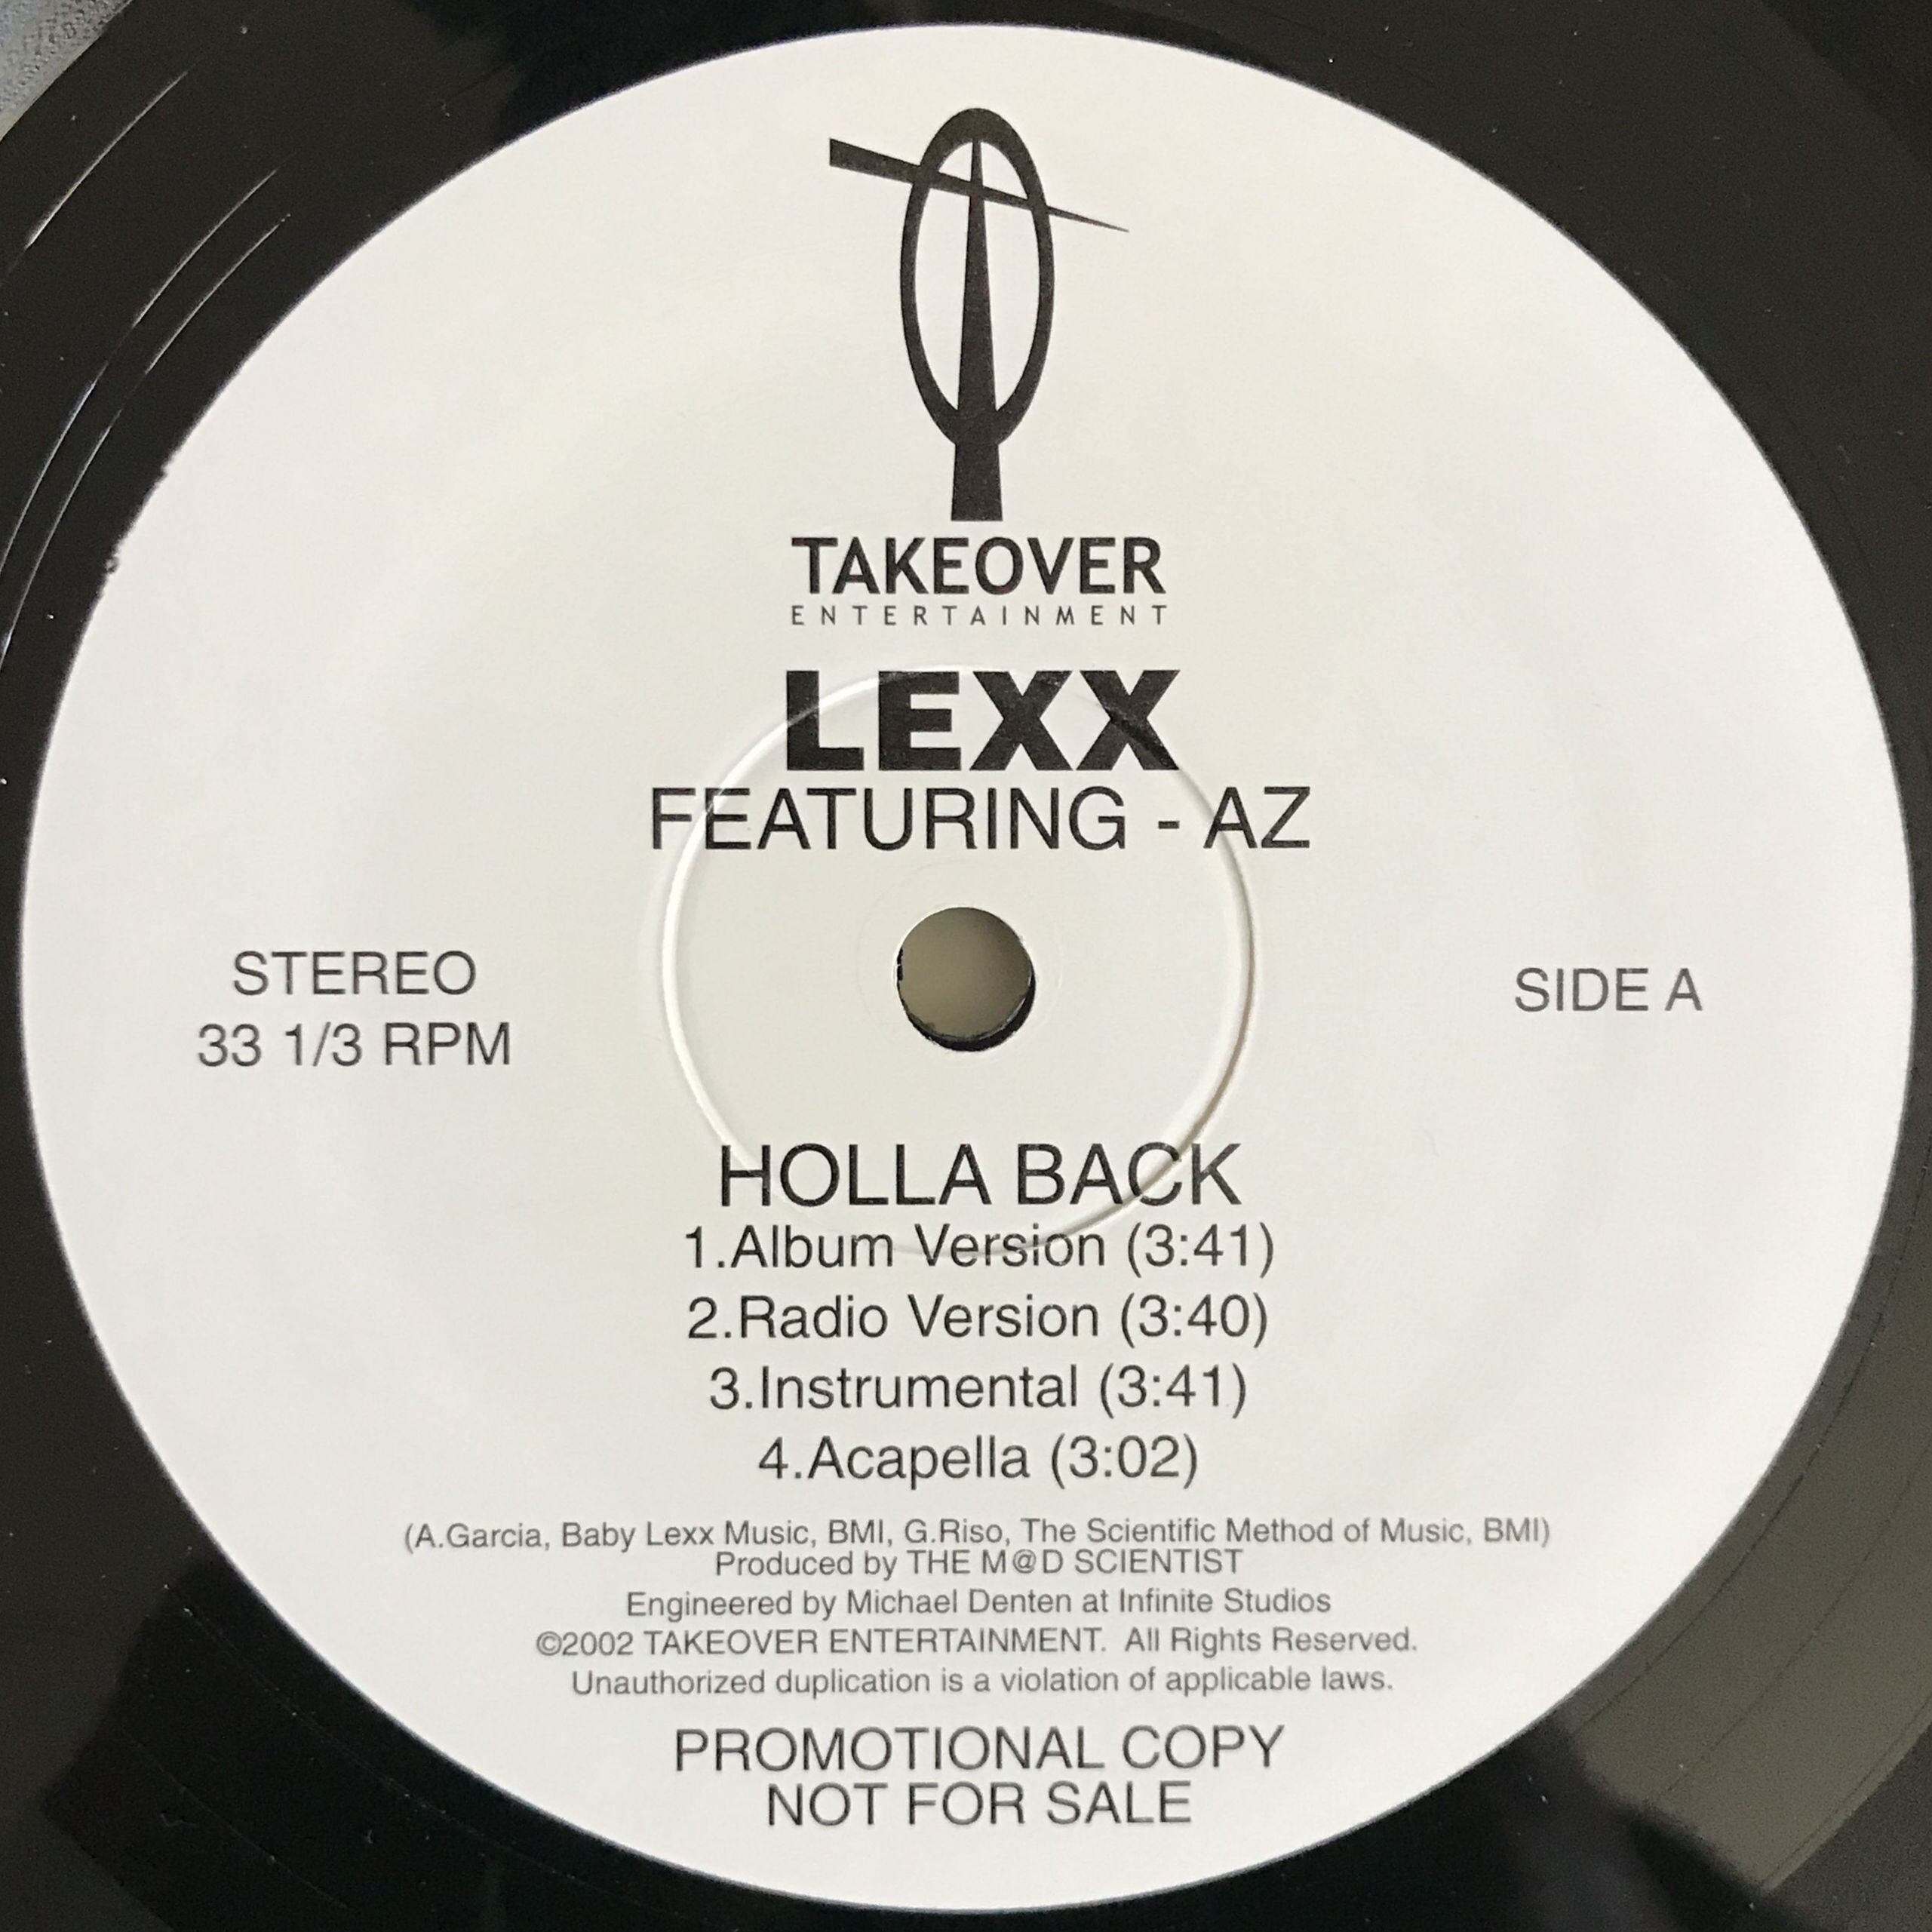 TAKEOVER
ENTERTAINMENT
LEXX
FEATURING - AZ
STEREO
33 1/3 RPM
SIDE A
HOLLA BACK
1.Album Version (3:41)
2.Radio Version (3:40)
3.Instrumental (3:41)
4.Acapella (3:02)
(A.Garcia, Baby Lexx Music, BMI, G.Riso, The Scientific Method of Music, BMI)
Produced by THE M@D SCIENTIST
Engineered by Michael Denten at Infinite Studios
©2002 TAKEOVER ENTERTAINMENT. All Rights Reserved.
Unauthorized duplication is a violation of applicable laws.
PROMOTIONAL COPY
NOT FOR SALE